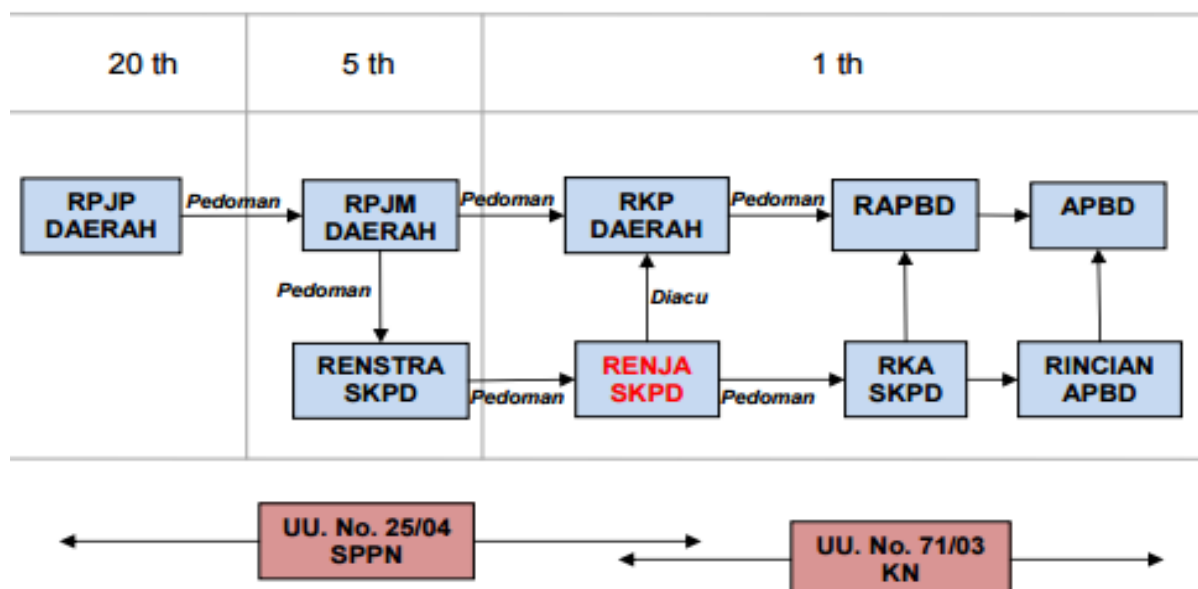 20 th
5 th
1 th
RPJP
DAERAH
Pedoman
RPJM
DAERAH
Pedoman
RKP
DAERAH
Pedoman
RAPBD
APBD
Pedoman
Diacu
RENSTRA
SKPD
Pedoman
RENJA
SKPD
Pedoman
RKA
SKPD
RINCIAN
APBD
UU. No. 25/04
SPPN
UU. No. 71/03
KN